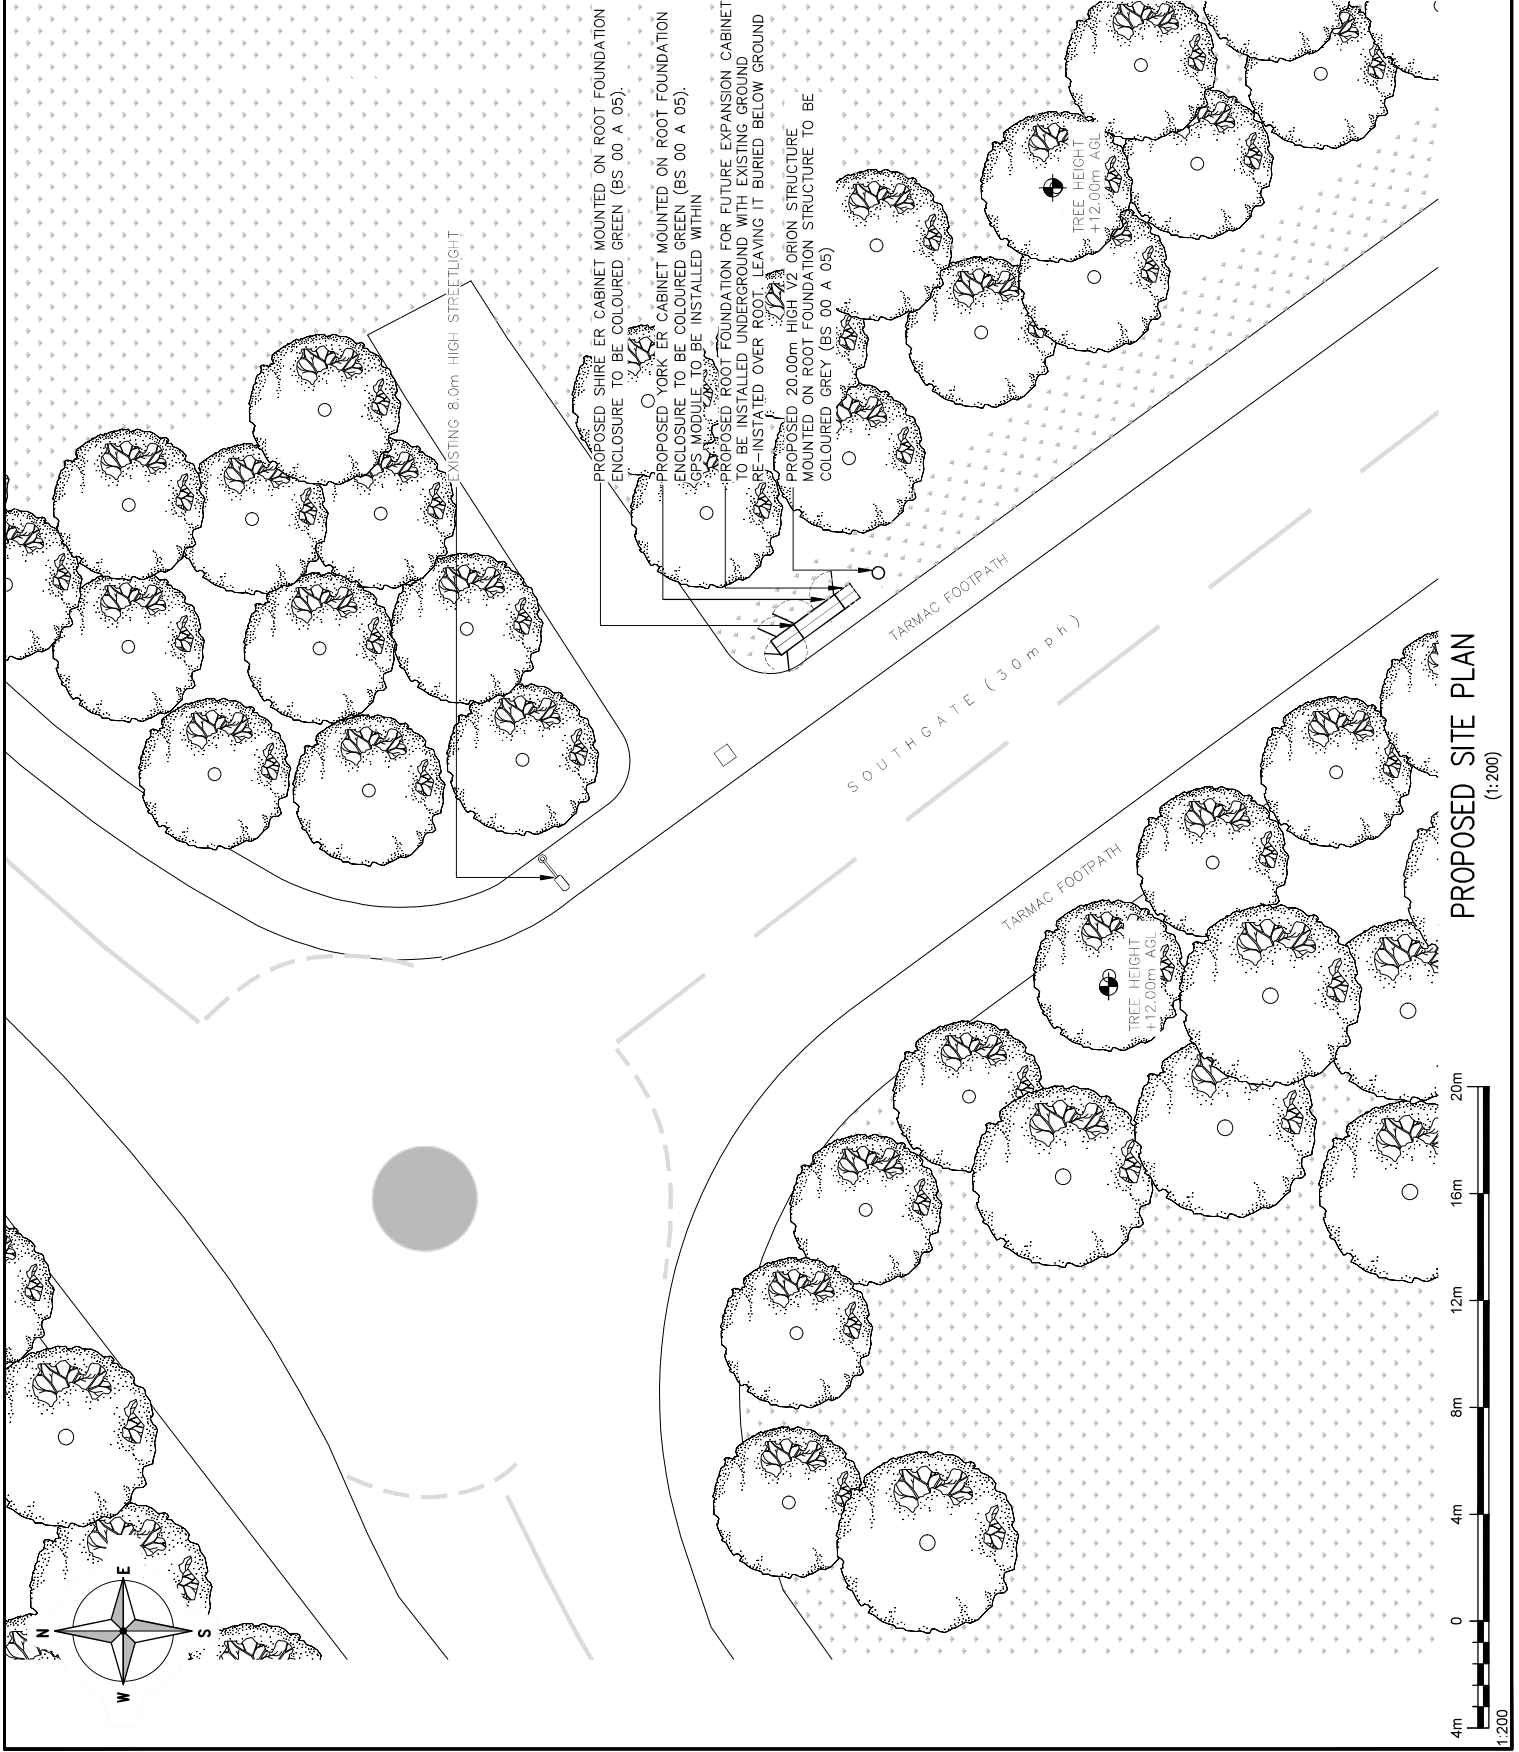 PROPOSED SHIRE ER CABINET MOUNTED ON ROOT FOUNDATION
ENCLOSURE TO BE COLOURED GREEN (BS 00 A 05).
PROPOSED YORK ER CABINET MOUNTED ON ROOT FOUNDATION
ENCLOSURE TO BE COLOURED GREEN (BS 00 A 05).
GPS MODULE TO BE INSTALLED WITHIN
PROPOSED ROOT FOUNDATION FOR FUTURE EXPANSION CABINET
TO BE INSTALLED UNDERGROUND WITH EXISTING GROUND
RE-INSTATED OVER ROOT. LEAVING IT BURIED BELOW GROUND
PROPOSED 20.00m HIGH V2 ORION STRUCTURE
MOUNTED ON ROOT FOUNDATION STRUCTURE TO BE
COLOURED GREY (BS 00 A 05)
EXISTING 8.0m HIGH STREETLIGHT
TREE HEIGHT
+12.00m AGL
TARMAC FOOTPATH
SOUTHGATE (30mph)
TARMAC FOOTPATH
TREE HEIGHT
+12.00m AGL
N
E
S
W
PROPOSED SITE PLAN
(1:200)
4m
0
4m
8m
12m
16m
20m
1:200